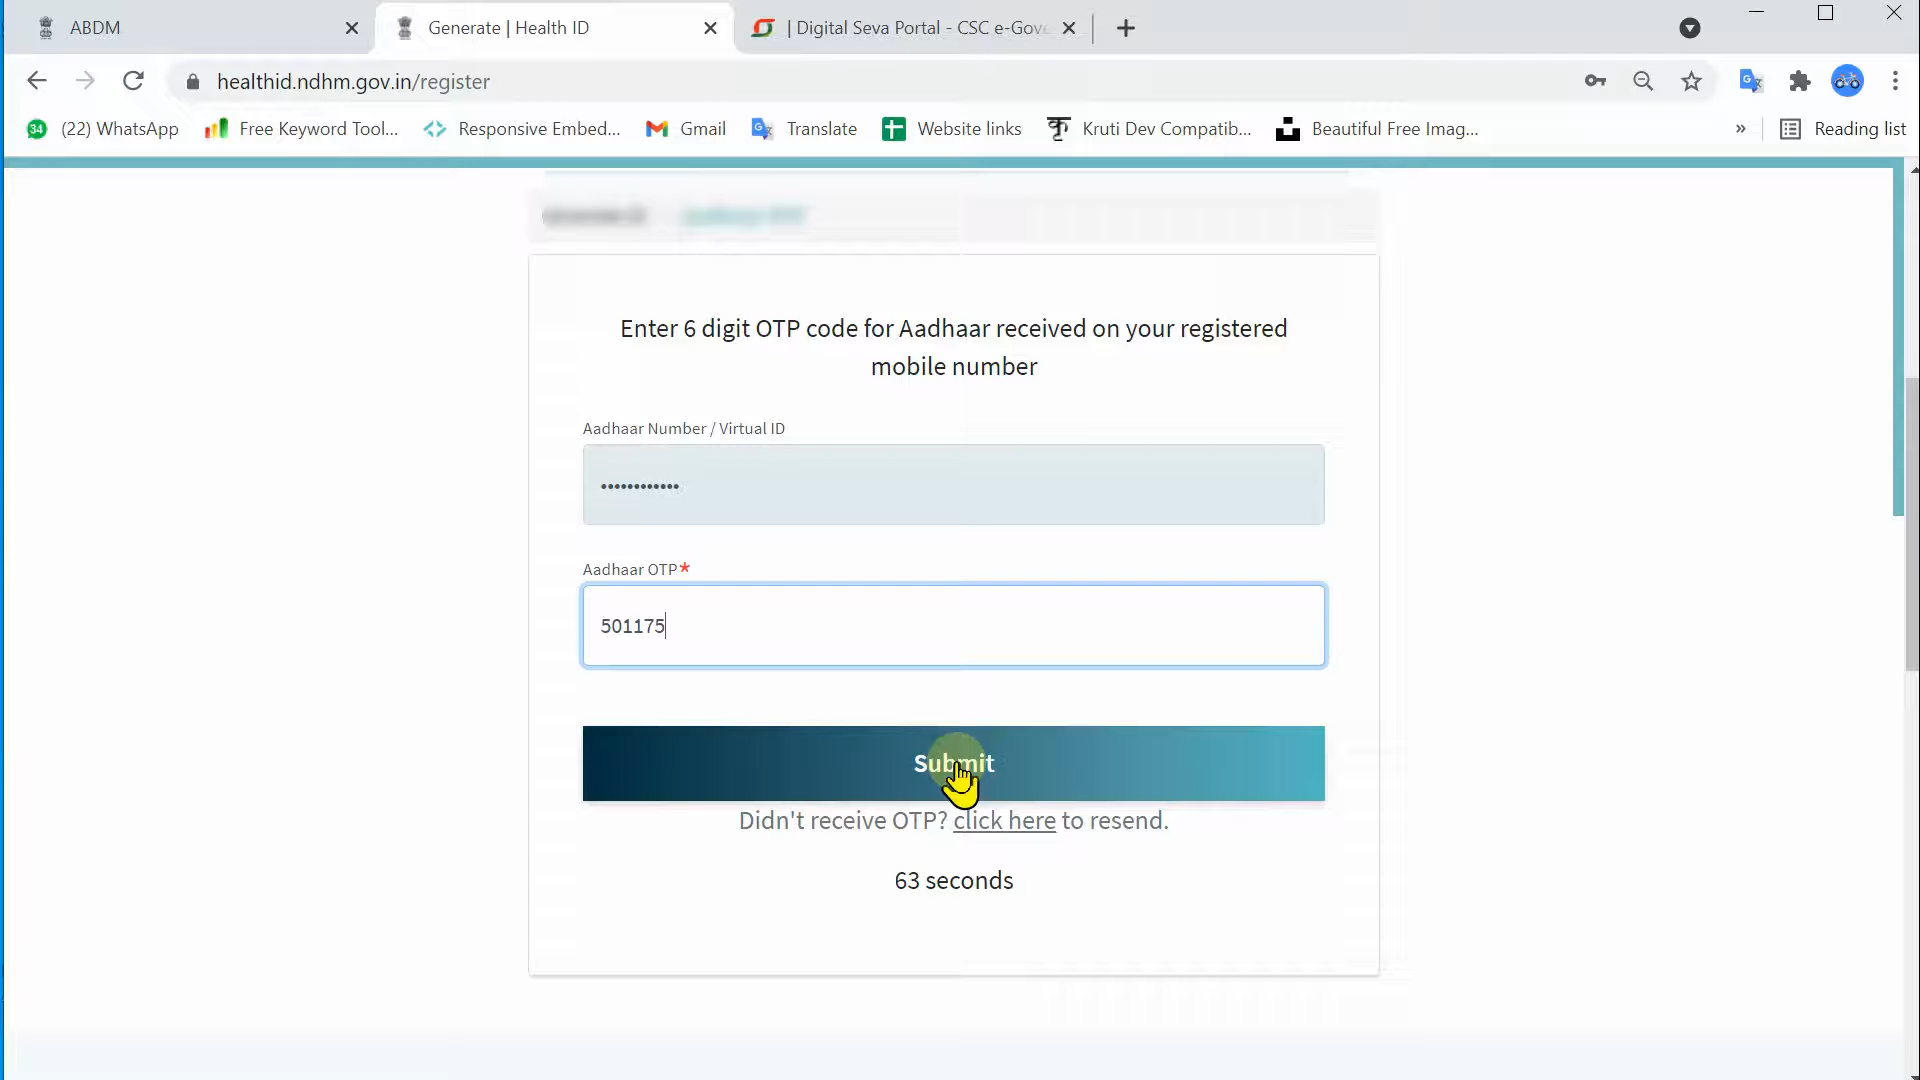 ABDM
Generate | Health ID
| Digital Seva Portal - CSC e-Gove
healthid.ndhm.gov.in/register
34
(22) WhatsApp
Free Keyword Tool...
Responsive Embed...
Gmail
Translate
Website links
Kruti Dev Compatib...
Beautiful Free Imag...
»
Reading list
Enter 6 digit OTP code for Aadhaar received on your registered
mobile number
Aadhaar Number / Virtual ID
••••••••••••
Aadhaar OTP*
501175
Submit
Didn't receive OTP? click here to resend.
63 seconds